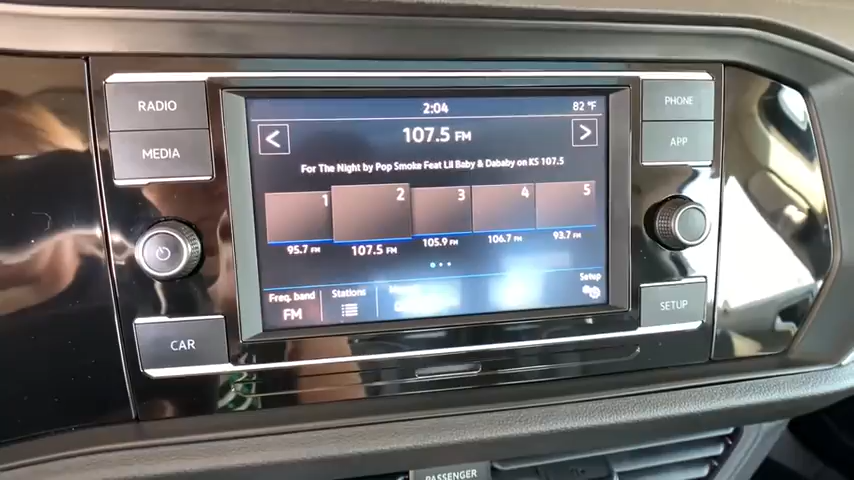 RADIO
MEDIA
CAR
2:04
82 °F
<
107.5 FM
>
For The Night by Pop Smoke Feat Lil Baby & Dababy on KS 107.5
1
2
3
4
5
95.7 FM
107.5 FM
105.9 FM
106.7 FM
93.7 FM
Freq. band
FM
Stations
Setup
PHONE
APP
SETUP
PASSENGER